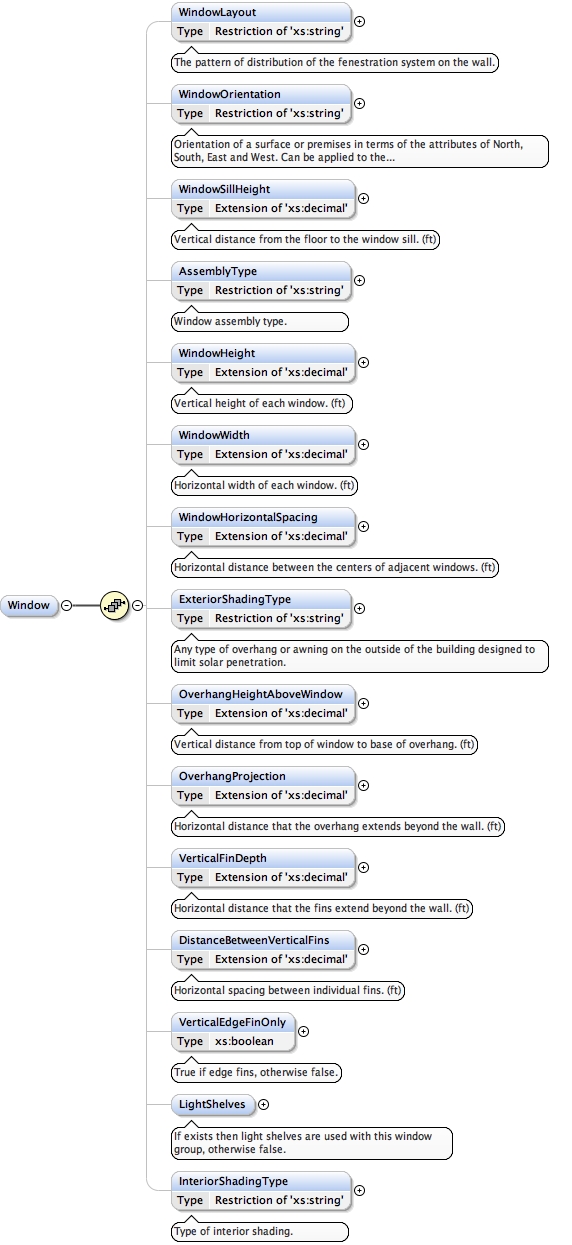 WindowLayout
Type Restriction of 'xs:string'
The pattern of distribution of the fenestration system on the wall.
WindowOrientation
Type Restriction of 'xs:string'
Orientation of a surface or premises in terms of the attributes of North,
South, East and West. Can be applied to the...
WindowSillHeight
Type Extension of 'xs:decimal'
Vertical distance from the floor to the window sill. (ft)
AssemblyType
Type Restriction of 'xs:string'
Window assembly type.
WindowHeight
Type Extension of 'xs:decimal'
Vertical height of each window. (ft)
WindowWidth
Type Extension of 'xs:decimal'
Horizontal width of each window. (ft)
WindowHorizontalSpacing
Type Extension of 'xs:decimal'
Horizontal distance between the centers of adjacent windows. (ft)
Window
ExteriorShadingType
Type Restriction of 'xs:string'
Any type of overhang or awning on the outside of the building designed to
limit solar penetration.
OverhangHeightAboveWindow
Type Extension of 'xs:decimal'
Vertical distance from top of window to base of overhang. (ft)
OverhangProjection
Type Extension of 'xs:decimal'
Horizontal distance that the overhang extends beyond the wall. (ft)
VerticalFinDepth
Type Extension of 'xs:decimal'
Horizontal distance that the fins extend beyond the wall. (ft)
DistanceBetweenVerticalFins
Type Extension of 'xs:decimal'
Horizontal spacing between individual fins. (ft)
VerticalEdgeFinOnly
Type xs:boolean
True if edge fins, otherwise false.
LightShelves
If exists then light shelves are used with this window
group, otherwise false.
InteriorShadingType
Type Restriction of 'xs:string'
Type of interior shading.